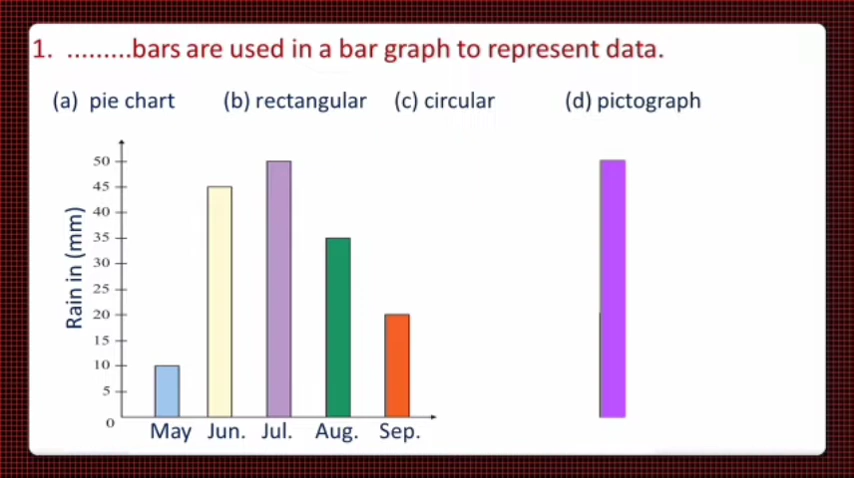 1. .........bars are used in a bar graph to represent data.
(a) pie chart (b) rectangular (c) circular (d) pictograph
Rain in (mm)
50
45
40
35
30
25
20
15
10
5
0
May Jun. Jul. Aug. Sep.